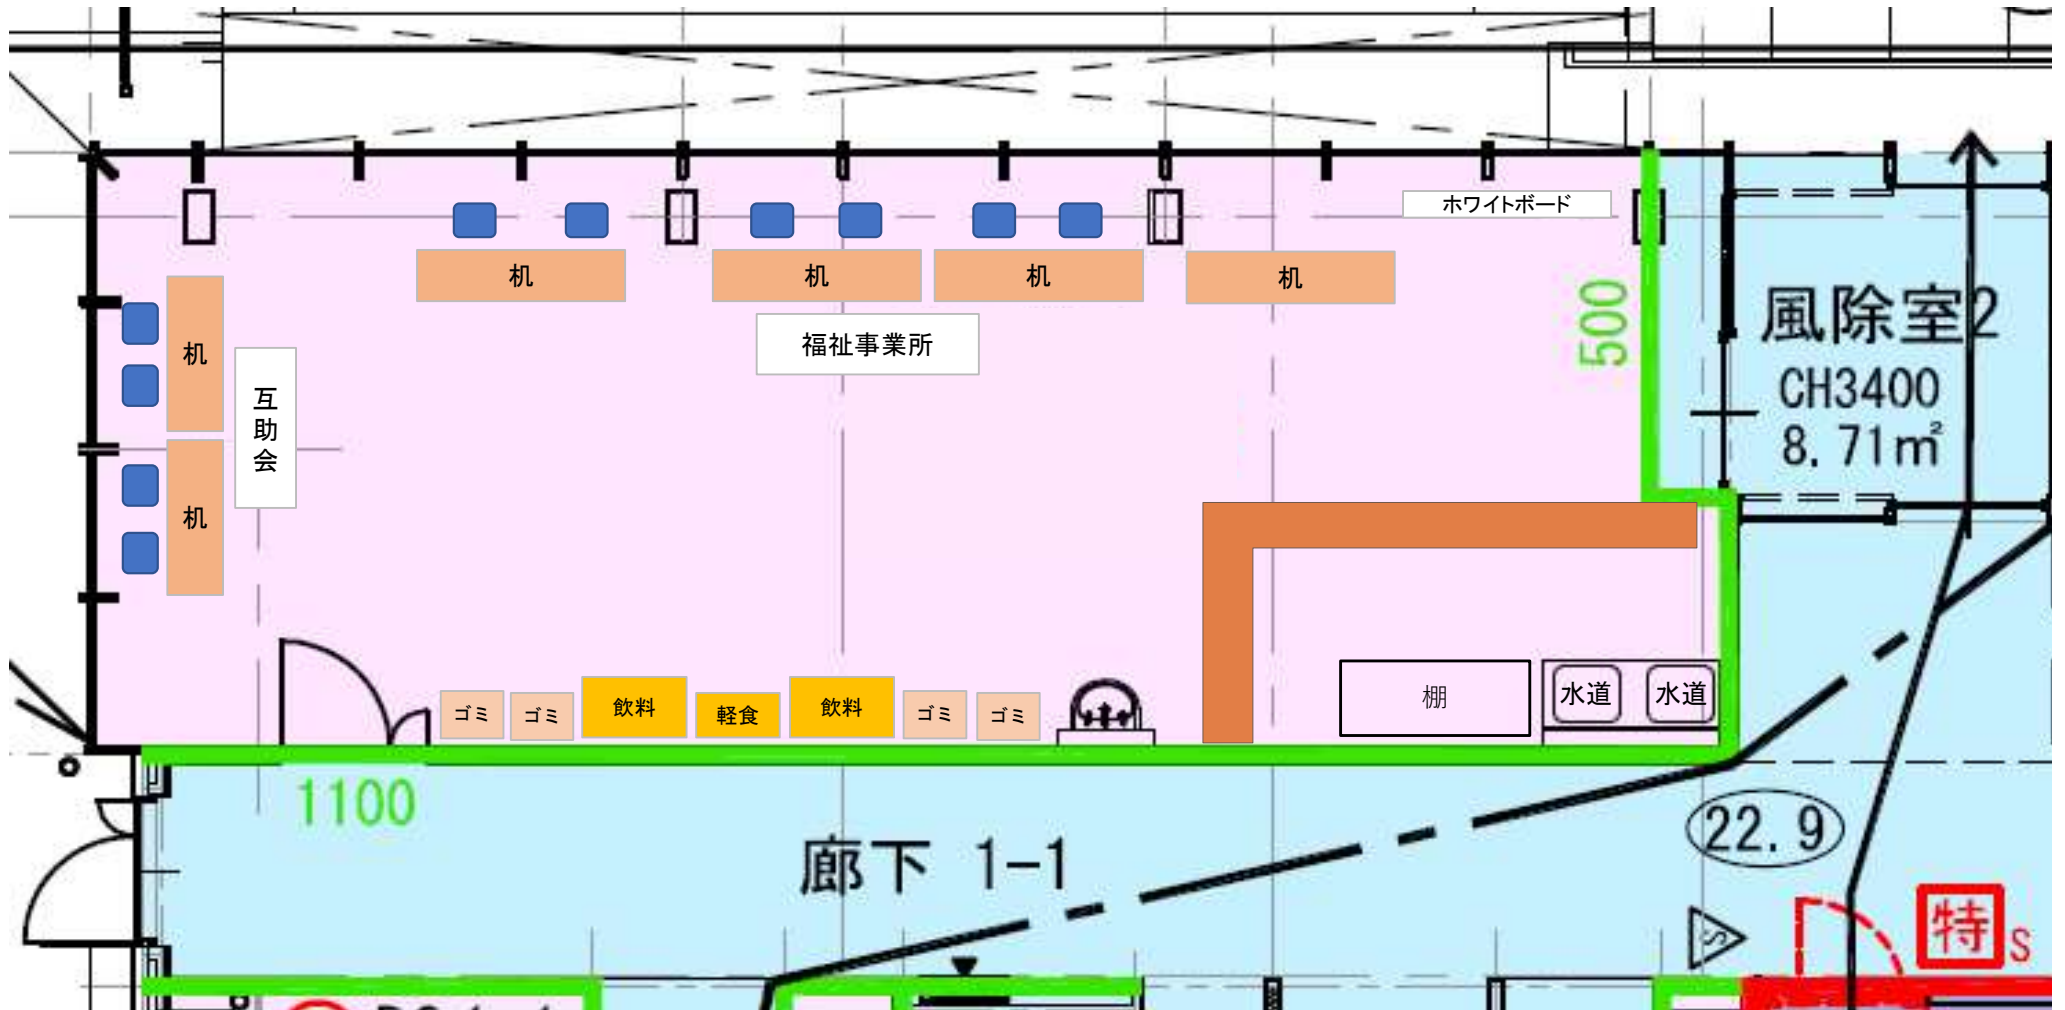 ホワイトボード
机
机
机
机
福祉事業所
500
風除室2
CH3400
8.71㎡
机
互助会
机
ゴミ
ゴミ
飲料
軽食
飲料
ゴミ
ゴミ
棚
水道
水道
1100
廊下 1-1
22.9
S
特
S